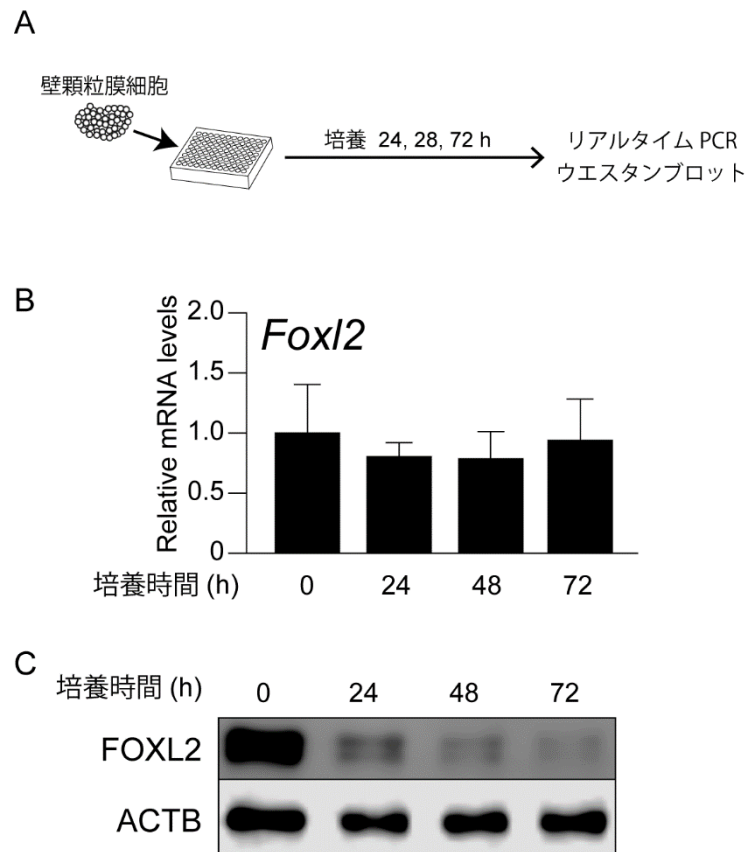 A
壁顆粒膜細胞
培養 24, 28, 72 h
リアルタイム PCR
ウエスタンブロット
B
Relative mRNA levels
2.0
1.5
1.0
0.5
0
Foxl2
培養時間 (h) 0 24 48 72
C
培養時間 (h) 0 24 48 72
FOXL2
ACTB